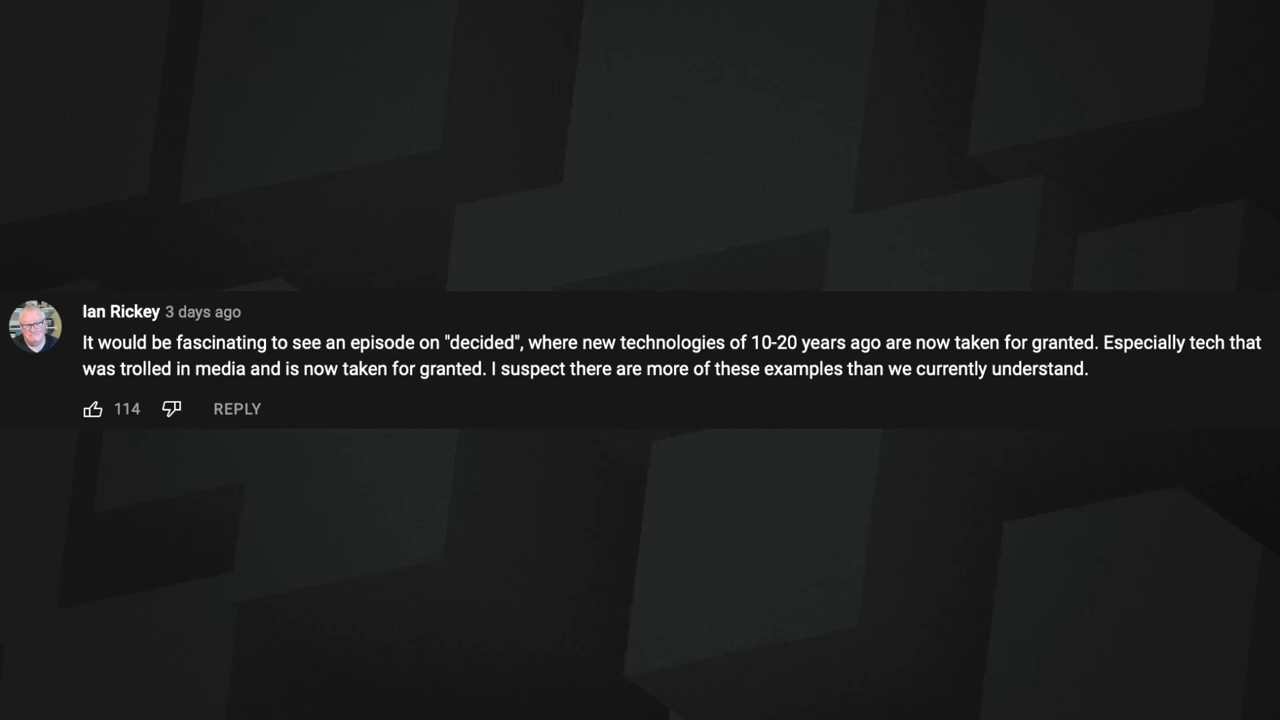 Ian Rickey 3 days ago
It would be fascinating to see an episode on "decided", where new technologies of 10-20 years ago are now taken for granted. Especially tech that
was trolled in media and is now taken for granted. I suspect there are more of these examples than we currently understand.
114 REPLY